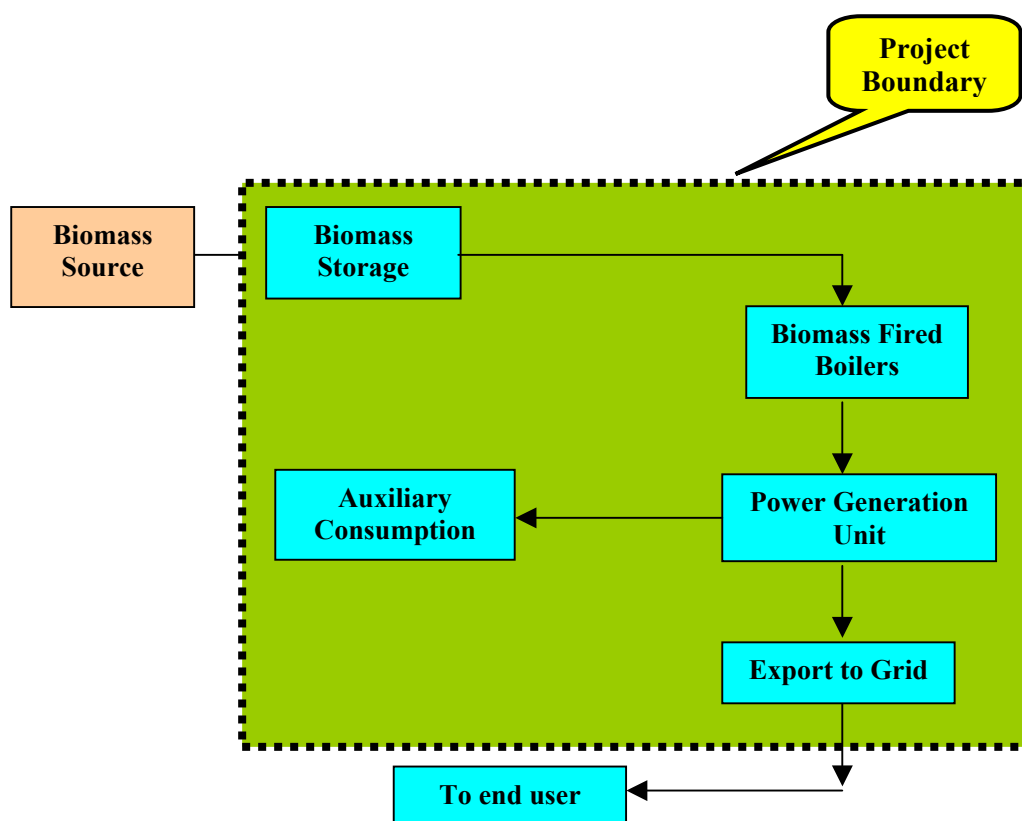 Project
Boundary
Biomass
Source
Biomass
Storage
Biomass Fired
Boilers
Auxiliary
Consumption
Power Generation
Unit
Export to Grid
To end user